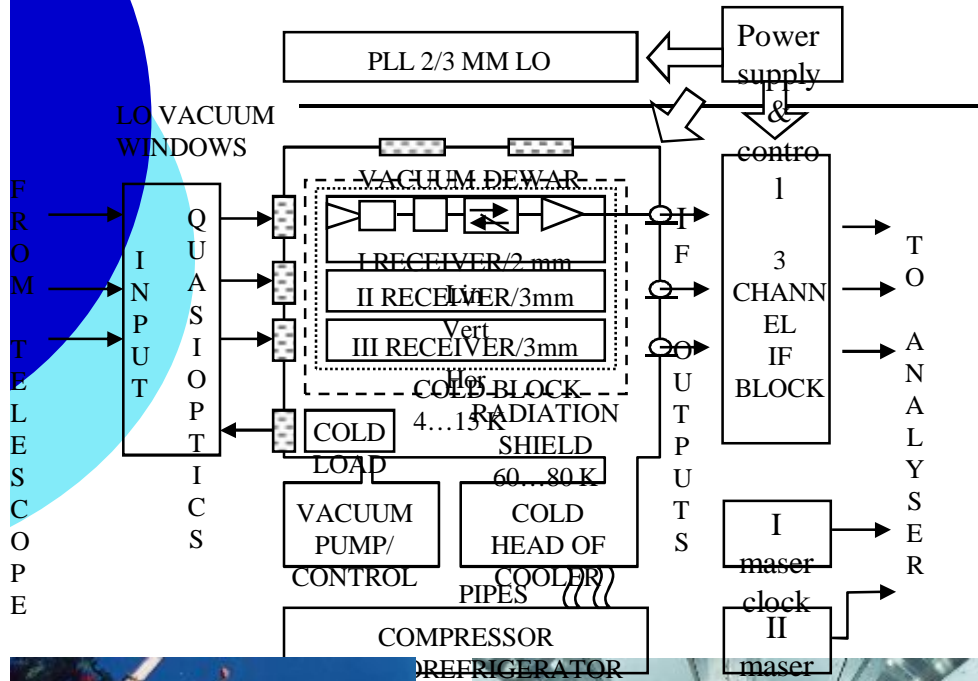 PLL 2/3 MM LO
Power
supply
&
control
LO VACUUM
WINDOWS
VACUUM DEWAR
FROM TELESCOPE
INPUT
QUASIOPTICS
I RECEIVER/2 mm
Lin
II RECEIVER/3mm
Vert
III RECEIVER/3mm
Hor
COLD BLOCK
4…15 K
RADIATION
SHIELD
60…80 K
COLD
LOAD
IF OUTPUTS
3
CHANN
EL
IF
BLOCK
TO ANALYSER
VACUUM
PUMP/
CONTROL
COLD
HEAD OF
COOLER
PIPES
COMPRESSOR
OREFRIGERATOR
I
maser
clock
II
maser